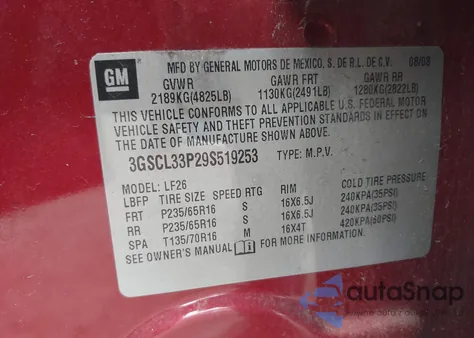 GM
MFD BY GENERAL MOTORS DE MEXICO, S. DE R.L. DE C.V. 08/08
GVWR GAWR FRT GAWR RR
2189KG(4825LB) 1130KG(2491LB) 1280KG(2822LB)
THIS VEHICLE CONFORMS TO ALL APPLICABLE U.S. FEDERAL MOTOR
VEHICLE SAFETY AND THEFT PREVENTION STANDARDS IN EFFECT ON
THE DATE OF MANUFACTURE SHOWN ABOVE.
3GSCL33P29S519253 TYPE: M.P.V.
MODEL: LF26
LBFP TIRE SIZE SPEED RTG RIM COLD TIRE PRESSURE
FRT P235/65R16 S 16X6.5J 240KPA(35PSI)
RR P235/65R16 S 16X6.5J 240KPA(35PSI)
SPA T135/70R16 M 16X4T 420KPA(60PSI)
SEE OWNER'S MANUAL
autoSnap
www.autosnap.com